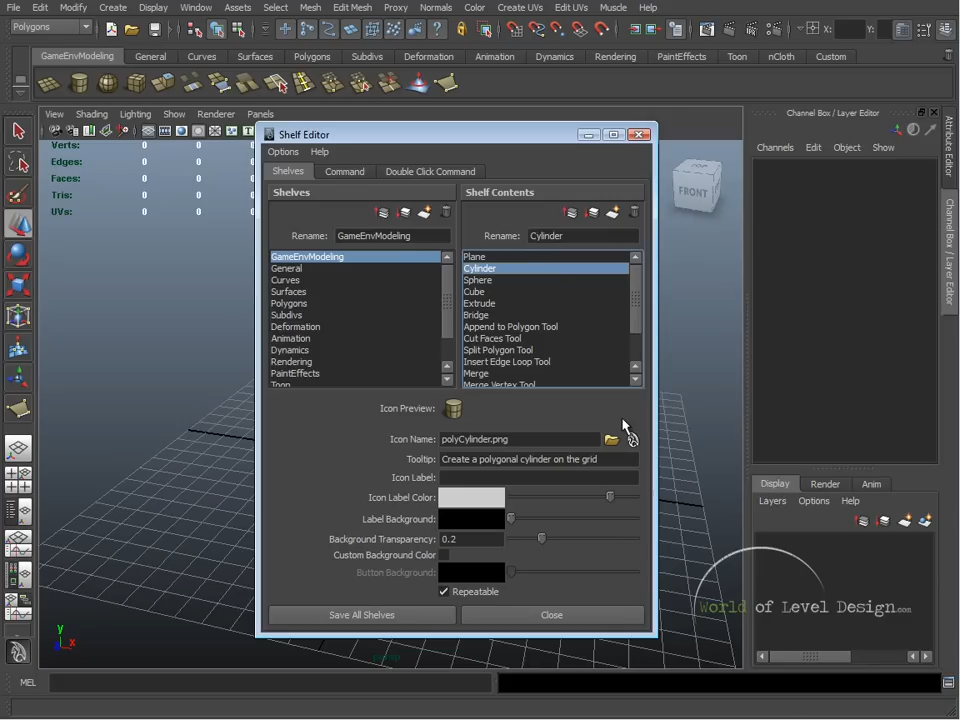 File Edit Modify Create Display Window Assets Select Mesh Edit Mesh Proxy Normals Color Create UVs Edit UVs Muscle Help
Polygons X: Y:
GameEnvModeling General Curves Surfaces Polygons Subdivs Deformation Animation Dynamics Rendering PaintEffects Toon nCloth Custom
View Shading Lighting Show Renderer Panels
Verts: 0 0 0
Edges: 0 0 0
Faces: 0 0 0
Tris: 0 0 0
UVs: 0 0 0
FRONT
Shelf Editor
Options Help
Shelves Command Double Click Command
Shelves Shelf Contents
Rename: GameEnvModeling Rename: Cylinder
GameEnvModeling
General
Curves
Surfaces
Polygons
Subdivs
Deformation
Animation
Dynamics
Rendering
PaintEffects
Toon
Plane
Cylinder
Sphere
Cube
Extrude
Bridge
Append to Polygon Tool
Cut Faces Tool
Split Polygon Tool
Insert Edge Loop Tool
Merge
Merge Vertex Tool
Icon Preview:
Icon Name: polyCylinder.png
Tooltip: Create a polygonal cylinder on the grid
Icon Label:
Icon Label Color:
Label Background:
Background Transparency: 0.2
Custom Background Color
Button Background:
Repeatable
Save All Shelves Close
Channel Box / Layer Editor
Channels Edit Object Show
Attribute Editor
Channel Box / Layer Editor
Display Render Anim
Layers Options Help
World of Level Design.com
y
x
persp
MEL